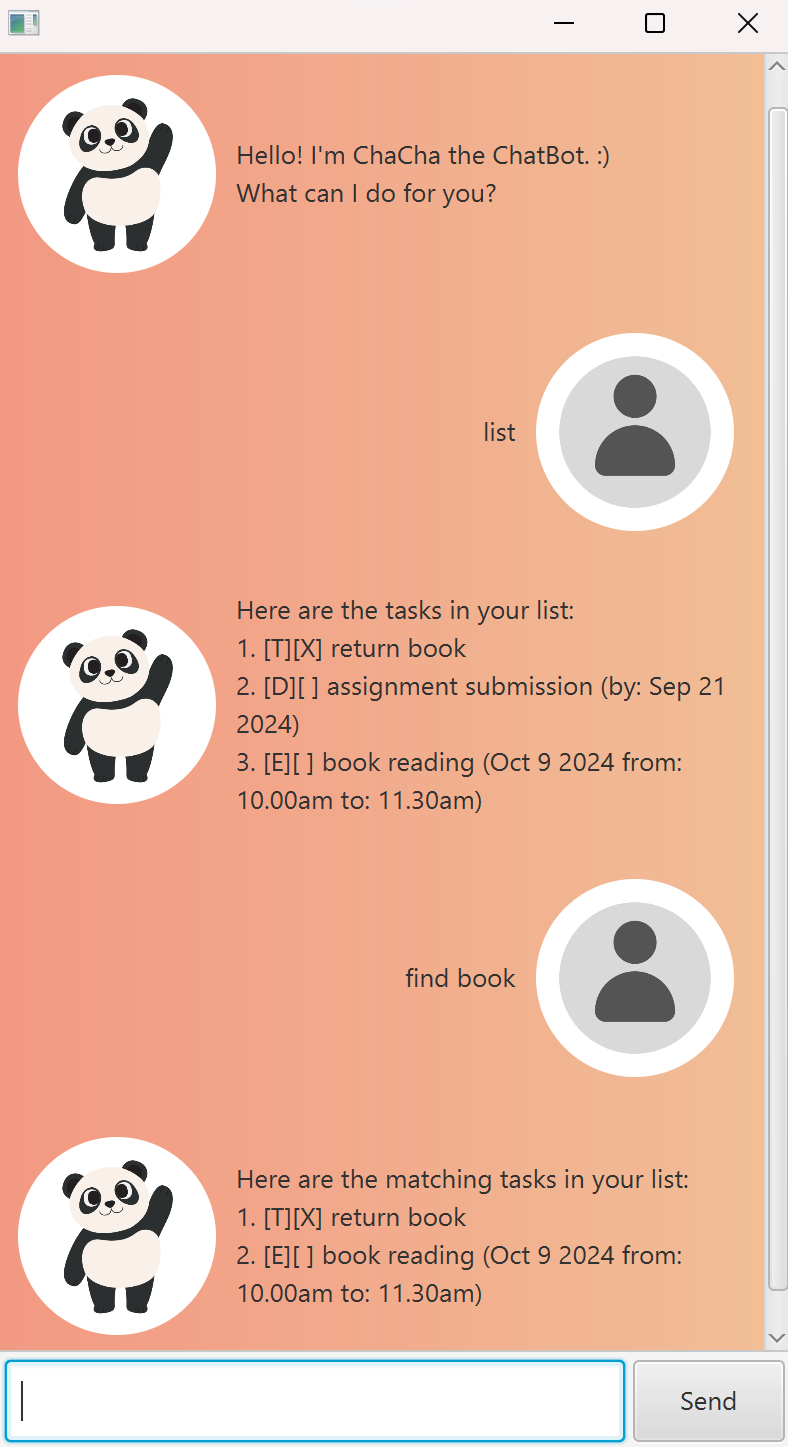 Hello! I'm ChaCha the ChatBot. :)
What can I do for you?
list
Here are the tasks in your list:
1. [T][X] return book
2. [D][ ] assignment submission (by: Sep 21
2024)
3. [E][ ] book reading (Oct 9 2024 from:
10.00am to: 11.30am)
find book
Here are the matching tasks in your list:
1. [T][X] return book
2. [E][ ] book reading (Oct 9 2024 from:
10.00am to: 11.30am)
Send